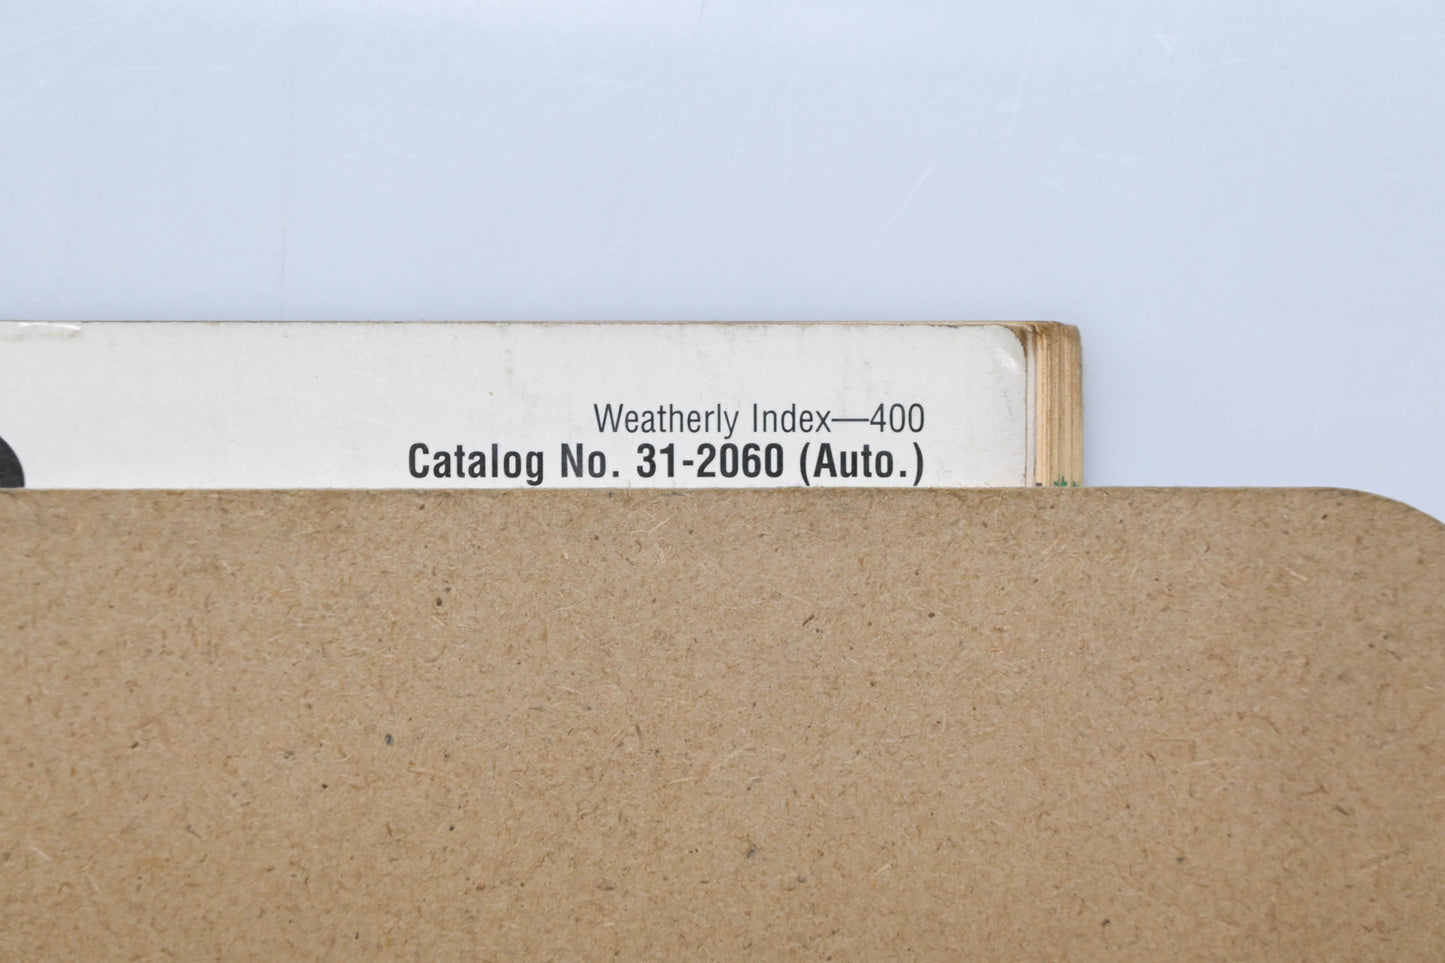 Weatherly Index—400
Catalog No. 31-2060 (Auto.)